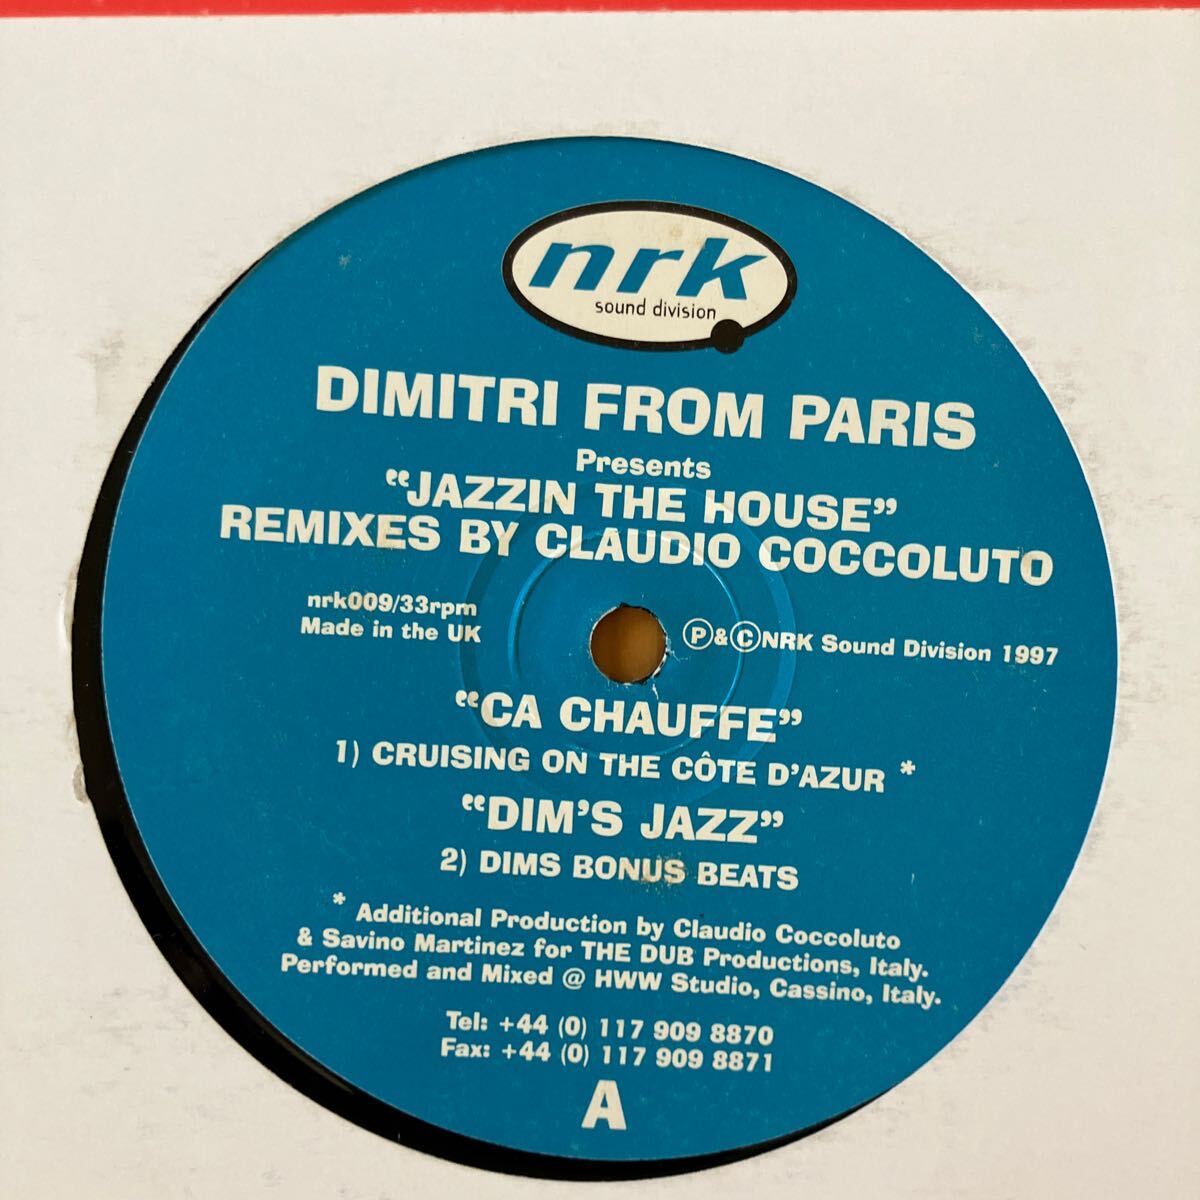 nrk
sound division
DIMITRI FROM PARIS
Presents
“JAZZIN THE HOUSE”
REMIXES BY CLAUDIO COCCOLUTO
nrk009/33rpm
Made in the UK
Ⓟ&ⒸNRK Sound Division 1997
“CA CHAUFFE”
1) CRUISING ON THE CÔTE D'AZUR *
“DIM'S JAZZ”
2) DIMS BONUS BEATS
* Additional Production by Claudio Coccoluto
& Savino Martinez for THE DUB Productions, Italy.
Performed and Mixed @ HWW Studio, Cassino, Italy.
Tel: +44 (0) 117 909 8870
Fax: +44 (0) 117 909 8871
A